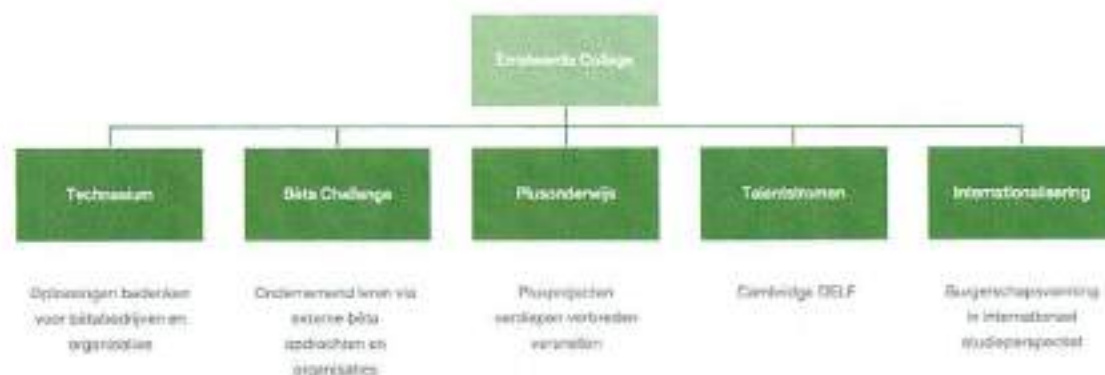 College
Technasium
Bèta Challenge
Plusonderwijs
Talentstromen
Internationalisering
Oplossingen bedenken
voor bètabedrijven en
organisaties
Ondernemend leren via
externe bèta
opdrachten en
organisaties
Plusprojecten
verdiepen verbreden
versnellen
Cambridge DELF
Burgerschapsvorming
in internationaal
studieperspectief